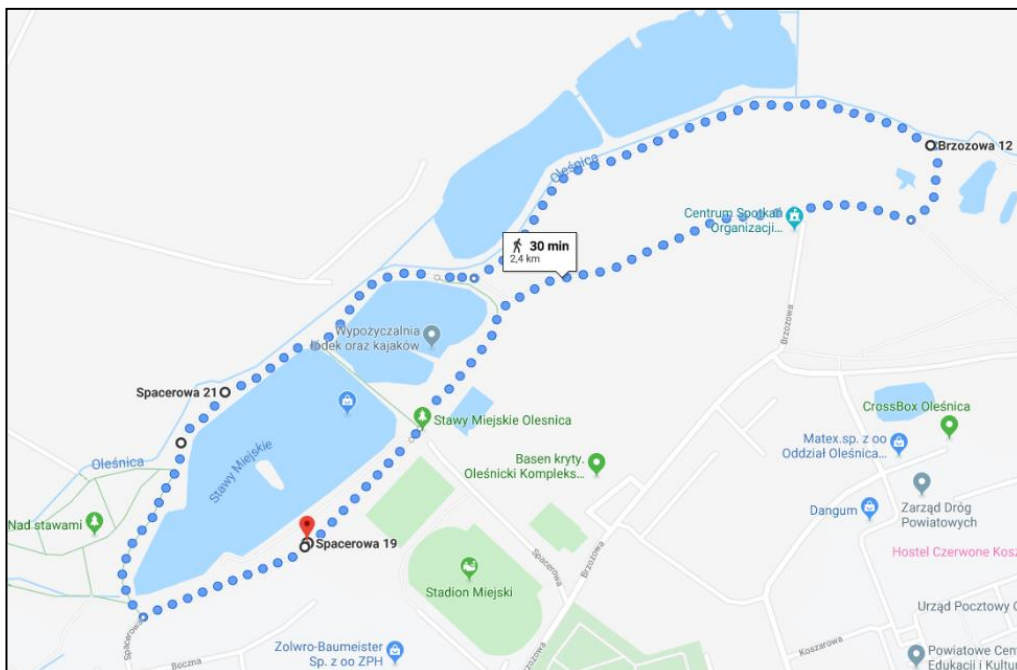 Oleśnica
Brzozowa 12
Centrum Spotkań
Organizacji...
30 min
2,4 km
Wypożyczalnia
łódek oraz kajaków
Brzozowa
Spacerowa 21
Stawy Miejskie Olesnica
CrossBox Oleśnica
Matex.sp. z oo
Oddział Oleśnica...
Oleśnica
Stawy Miejskie
Basen kryty.
Oleśnicki Kompleks...
Zarząd Dróg
Powiatowych
Dangum
Nad stawami
Spacerowa 19
Brzozowa
Spacerowa
Hostel Czerwone Kosz
Stadion Miejski
Urząd Pocztowy O
Spacerowa
Koszarowa
Zolwro-Baumeister
Sp. z oo ZPH
Boczna
Powiatowe Cen
Edukacji i Kultu